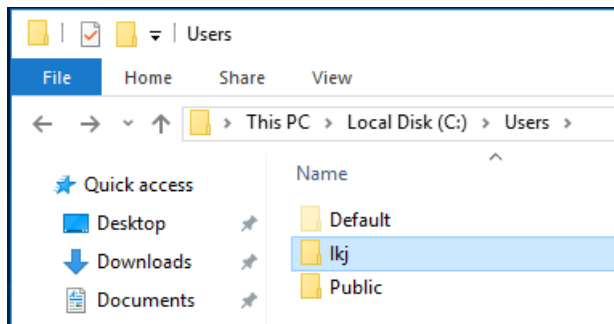 Users
File Home Share View
This PC > Local Disk (C:) > Users >
Quick access
Desktop
Downloads
Documents
Name
Default
lkj
Public